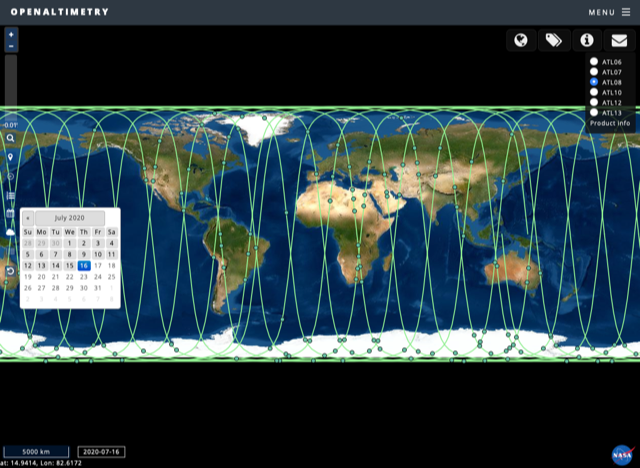 OPENALTIMETRY
MENU
+
−
ATL06
ATL07
ATL08
ATL10
ATL12
ATL13
Product info
-0.01°
« July 2020
Su Mo Tu We Th Fr Sa
28 29 30 1 2 3 4
5 6 7 8 9 10 11
12 13 14 15 16 17 18
19 20 21 22 23 24 25
26 27 28 29 30 31 1
2 3 4 5 6 7 8
5000 km
2020-07-16
at: 14.9414, Lon: 82.6172
NASA